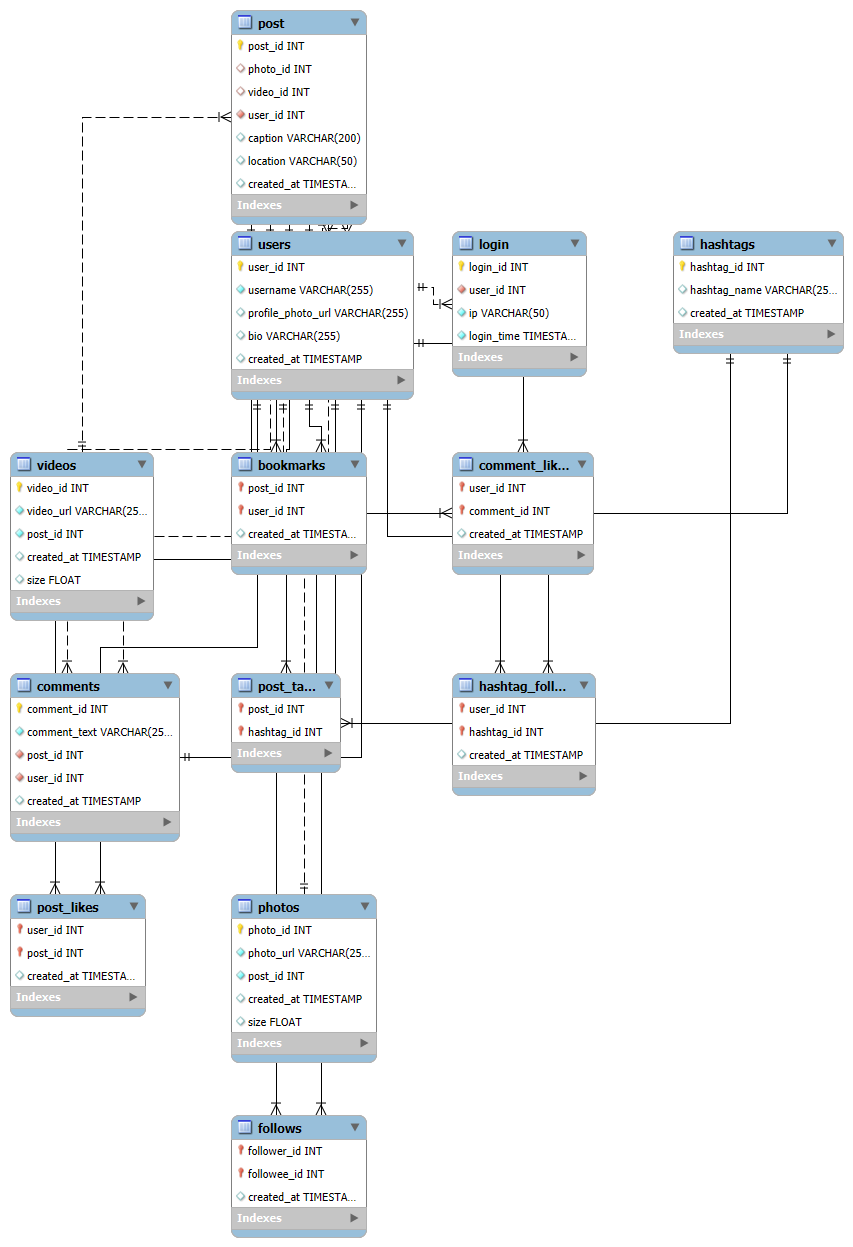 post
post_id INT
photo_id INT
video_id INT
user_id INT
caption VARCHAR(200)
location VARCHAR(50)
created_at TIMESTA...
Indexes
users
user_id INT
username VARCHAR(255)
profile_photo_url VARCHAR(255)
bio VARCHAR(255)
created_at TIMESTAMP
Indexes
login
login_id INT
user_id INT
ip VARCHAR(50)
login_time TIMESTA...
Indexes
hashtags
hashtag_id INT
hashtag_name VARCHAR(25...
created_at TIMESTAMP
Indexes
videos
video_id INT
video_url VARCHAR(25...
post_id INT
created_at TIMESTAMP
size FLOAT
Indexes
bookmarks
post_id INT
user_id INT
created_at TIMESTA...
Indexes
comment_lik...
user_id INT
comment_id INT
created_at TIMESTAMP
Indexes
comments
comment_id INT
comment_text VARCHAR(25...
post_id INT
user_id INT
created_at TIMESTAMP
Indexes
post_ta...
post_id INT
hashtag_id INT
Indexes
hashtag_foll...
user_id INT
hashtag_id INT
created_at TIMESTAMP
Indexes
post_likes
user_id INT
post_id INT
created_at TIMESTA...
Indexes
photos
photo_id INT
photo_url VARCHAR(25...
post_id INT
created_at TIMESTAMP
size FLOAT
Indexes
follows
follower_id INT
followee_id INT
created_at TIMESTA...
Indexes